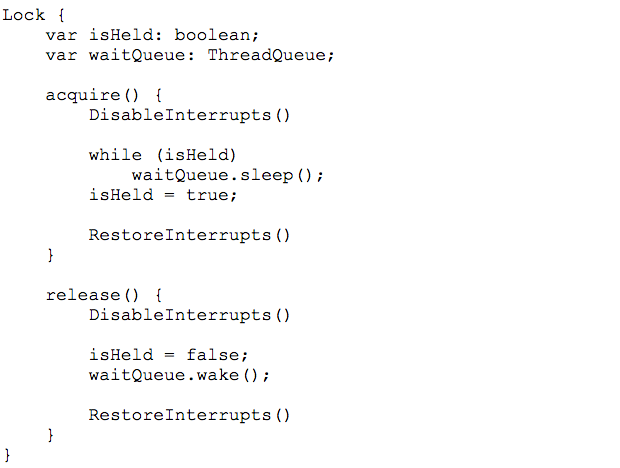 Lock {
    var isHeld: boolean;
    var waitQueue: ThreadQueue;

    acquire() {
        DisableInterrupts()

        while (isHeld)
            waitQueue.sleep();
        isHeld = true;

        RestoreInterrupts()
    }

    release() {
        DisableInterrupts()

        isHeld = false;
        waitQueue.wake();

        RestoreInterrupts()
    }
}